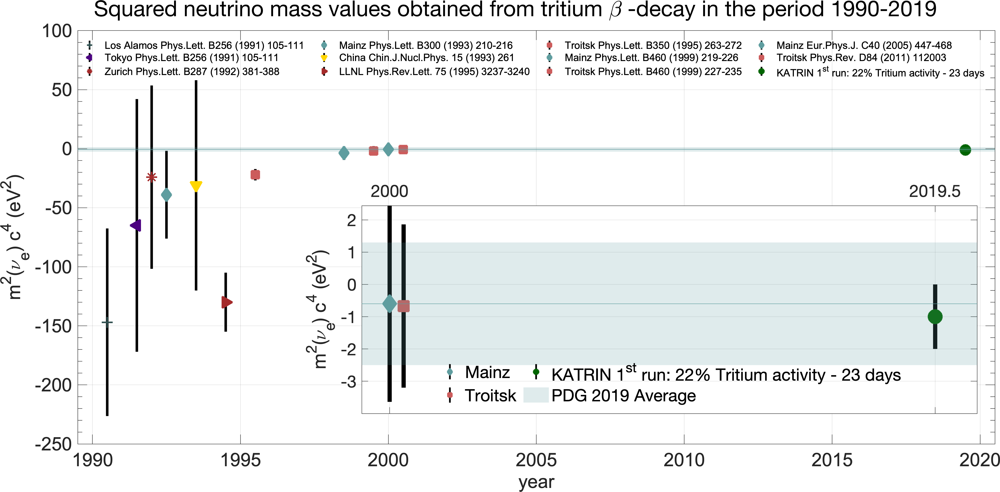 Squared neutrino mass values obtained from tritium β -decay in the period 1990-2019
100
50
0
-50
-100
-150
-200
-250
m²(νₑ) c⁴ (eV²)
Los Alamos Phys.Lett. B256 (1991) 105-111
Tokyo Phys.Lett. B256 (1991) 105-111
Zurich Phys.Lett. B287 (1992) 381-388
Mainz Phys.Lett. B300 (1993) 210-216
China Chin.J.Nucl.Phys. 15 (1993) 261
LLNL Phys.Rev.Lett. 75 (1995) 3237-3240
Troitsk Phys.Lett. B350 (1995) 263-272
Mainz Phys.Lett. B460 (1999) 219-226
Troitsk Phys.Lett. B460 (1999) 227-235
Mainz Eur.Phys.J. C40 (2005) 447-468
Troitsk Phys.Rev. D84 (2011) 112003
KATRIN 1ˢᵗ run: 22% Tritium activity - 23 days
2000
2019.5
2
1
0
-1
-2
-3
m²(νₑ) c⁴ (eV²)
Mainz
Troitsk
KATRIN 1ˢᵗ run: 22% Tritium activity - 23 days
PDG 2019 Average
1990
1995
2000
2005
2010
2015
2020
year